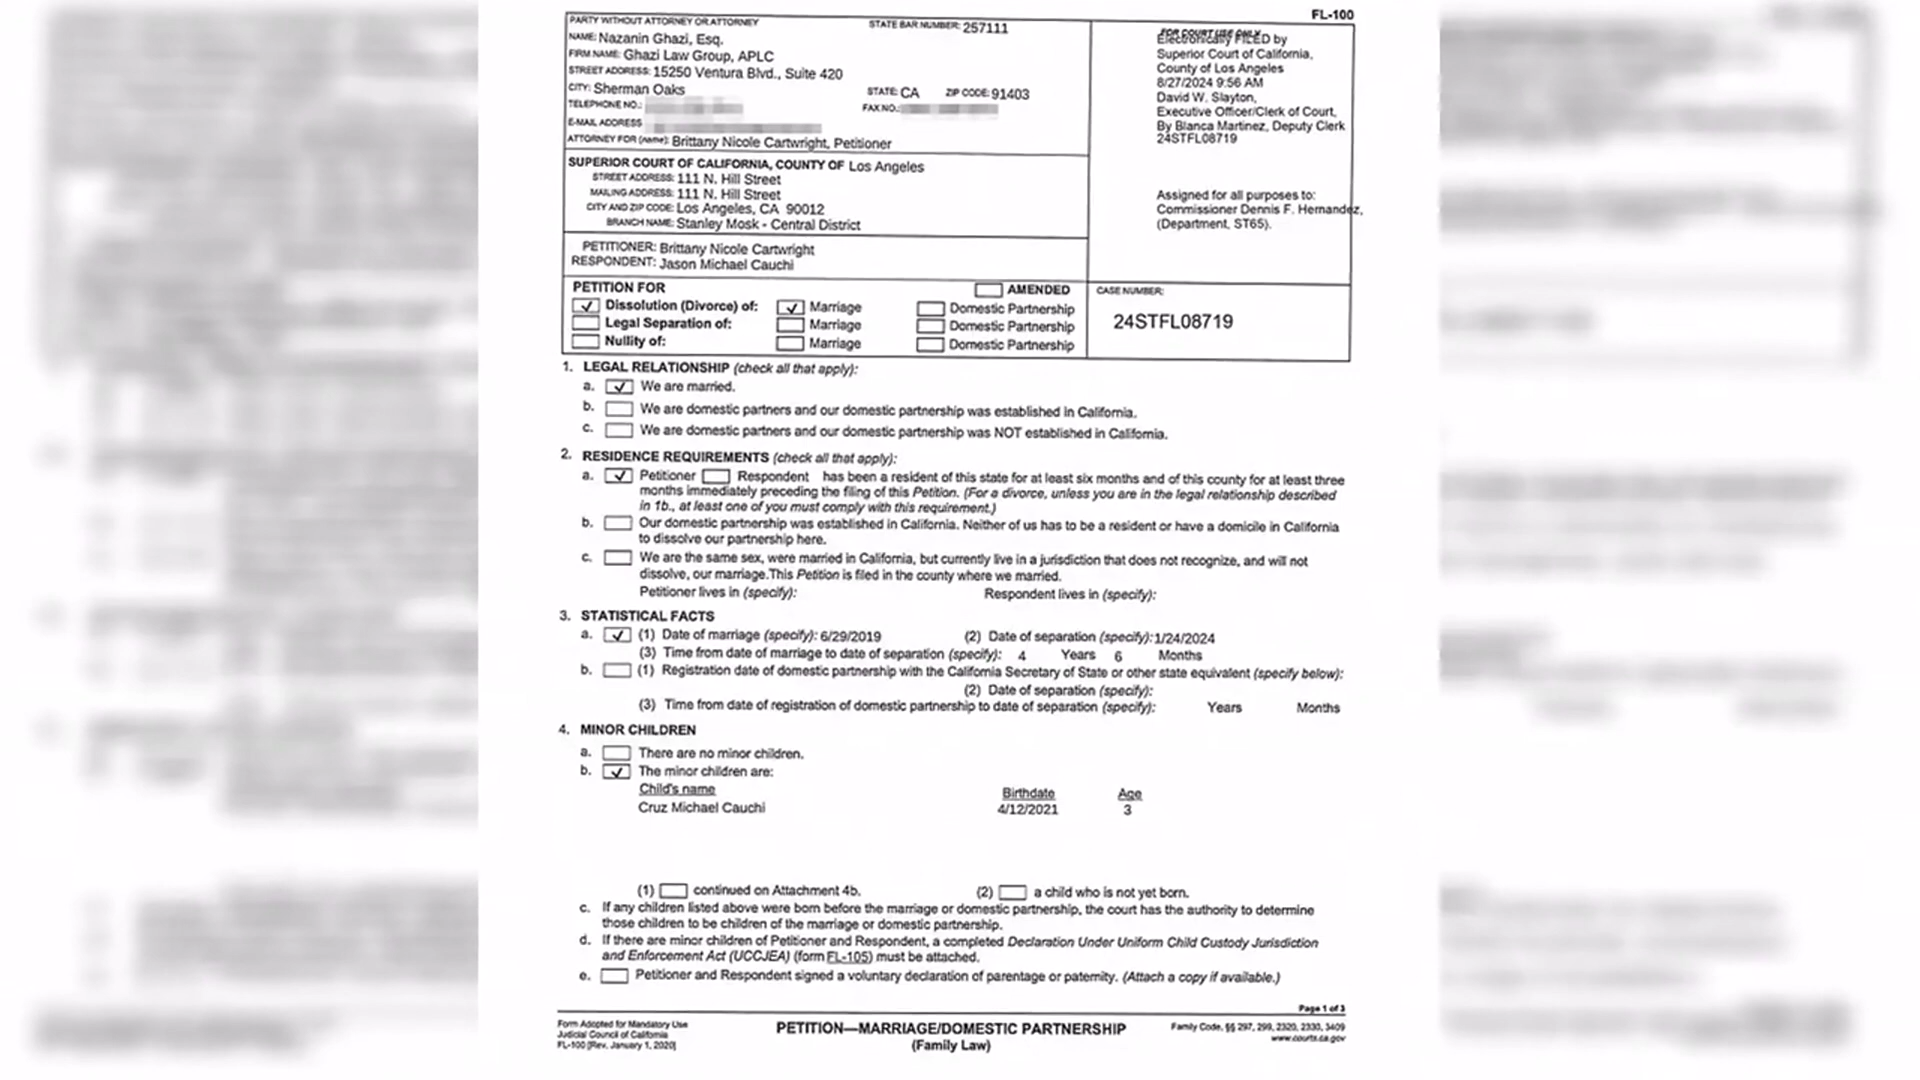 FL-100
PARTY WITHOUT ATTORNEY OR ATTORNEY STATE BAR NUMBER: 257111
NAME: Nazanin Ghazi, Esq.
FIRM NAME: Ghazi Law Group, APLC
STREET ADDRESS: 15250 Ventura Blvd., Suite 420
CITY: Sherman Oaks STATE: CA ZIP CODE: 91403
TELEPHONE NO.: FAX NO.:
E-MAIL ADDRESS
ATTORNEY FOR (name): Brittany Nicole Cartwright, Petitioner
FOR COURT USE ONLY
Electronically FILED by
Superior Court of California,
County of Los Angeles
8/27/2024 9:56 AM
David W. Slayton,
Executive Officer/Clerk of Court,
By Blanca Martinez, Deputy Clerk
24STFL08719
SUPERIOR COURT OF CALIFORNIA, COUNTY OF Los Angeles
STREET ADDRESS: 111 N. Hill Street
MAILING ADDRESS: 111 N. Hill Street
CITY AND ZIP CODE: Los Angeles, CA 90012
BRANCH NAME: Stanley Mosk - Central District
Assigned for all purposes to:
Commissioner Dennis F. Hernandez,
(Department, ST65).
PETITIONER: Brittany Nicole Cartwright
RESPONDENT: Jason Michael Cauchi
PETITION FOR AMENDED
Dissolution (Divorce) of: Marriage Domestic Partnership
Legal Separation of: Marriage Domestic Partnership
Nullity of: Marriage Domestic Partnership
CASE NUMBER:
24STFL08719
1. LEGAL RELATIONSHIP (check all that apply):
a. We are married.
b. We are domestic partners and our domestic partnership was established in California.
c. We are domestic partners and our domestic partnership was NOT established in California.
2. RESIDENCE REQUIREMENTS (check all that apply):
a. Petitioner Respondent has been a resident of this state for at least six months and of this county for at least three
months immediately preceding the filing of this Petition. (For a divorce, unless you are in the legal relationship described
in 1b., at least one of you must comply with this requirement.)
b. Our domestic partnership was established in California. Neither of us has to be a resident or have a domicile in California
to dissolve our partnership here.
c. We are the same sex, were married in California, but currently live in a jurisdiction that does not recognize, and will not
dissolve, our marriage.This Petition is filed in the county where we married.
Petitioner lives in (specify): Respondent lives in (specify):
3. STATISTICAL FACTS
a. (1) Date of marriage (specify): 6/29/2019 (2) Date of separation (specify):1/24/2024
(3) Time from date of marriage to date of separation (specify): 4 Years 6 Months
b. (1) Registration date of domestic partnership with the California Secretary of State or other state equivalent (specify below):
(2) Date of separation (specify):
(3) Time from date of registration of domestic partnership to date of separation (specify): Years Months
4. MINOR CHILDREN
a. There are no minor children.
b. The minor children are:
Child's name Birthdate Age
Cruz Michael Cauchi 4/12/2021 3
(1) continued on Attachment 4b. (2) a child who is not yet born.
c. If any children listed above were born before the marriage or domestic partnership, the court has the authority to determine
those children to be children of the marriage or domestic partnership.
d. If there are minor children of Petitioner and Respondent, a completed Declaration Under Uniform Child Custody Jurisdiction
and Enforcement Act (UCCJEA) (form FL-105) must be attached.
e. Petitioner and Respondent signed a voluntary declaration of parentage or paternity. (Attach a copy if available.)
Page 1 of 3
Form Adopted for Mandatory Use
Judicial Council of California
FL-100 [Rev. January 1, 2020]
PETITION—MARRIAGE/DOMESTIC PARTNERSHIP
(Family Law)
Family Code, §§ 297, 299, 2320, 2330, 3409
www.courts.ca.gov